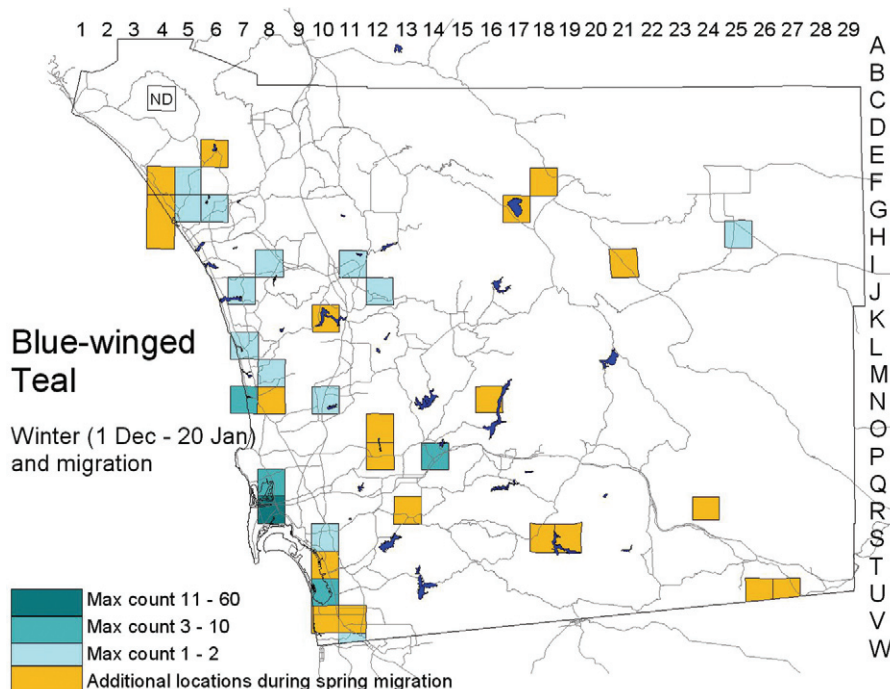 1 2 3 4 5 6 7 8 9 10 11 12 13 14 15 16 17 18 19 20 21 22 23 24 25 26 27 28 29
A
B
C
ND
D
E
F
G
H
I
J
K
Blue-winged
L
Teal
M
N
Winter (1 Dec - 20 Jan)
O
and migration
P
Q
R
S
T
Max count 11 - 60
U
Max count 3 - 10
V
Max count 1 - 2
W
Additional locations during spring migration